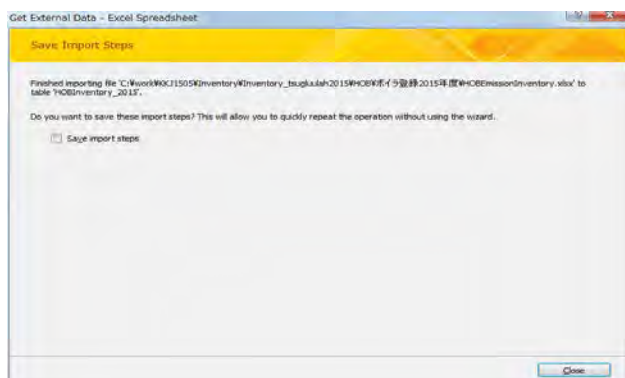 Get External Data - Excel Spreadsheet
Save Import Steps
Finished importing file 'C:¥work¥KKJ1505¥Inventory¥Inventory_tsugluulah2015¥HOB¥ボイラ登録2015年度¥HOBEmissionInventory.xlsx' to
table 'HOBInventory_2015'.
Do you want to save these import steps? This will allow you to quickly repeat the operation without using the wizard.
Save import steps
Close